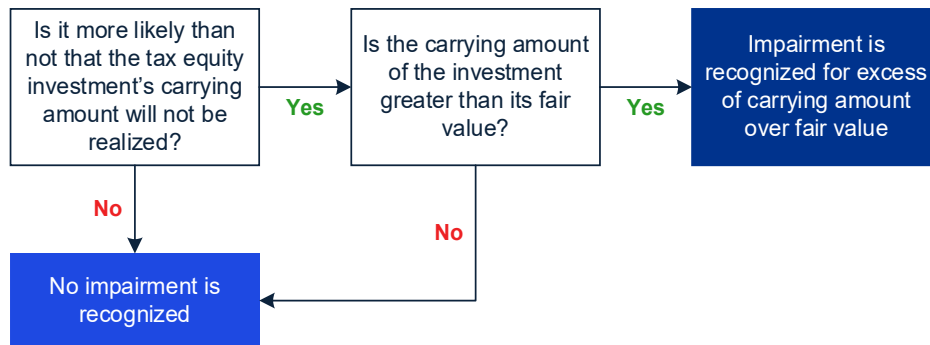 Is it more likely than
not that the tax equity
investment's carrying
amount will not be
realized?
Yes
Is the carrying amount
of the investment
greater than its fair
value?
Yes
Impairment is
recognized for excess
of carrying amount
over fair value
No
No
No impairment is
recognized